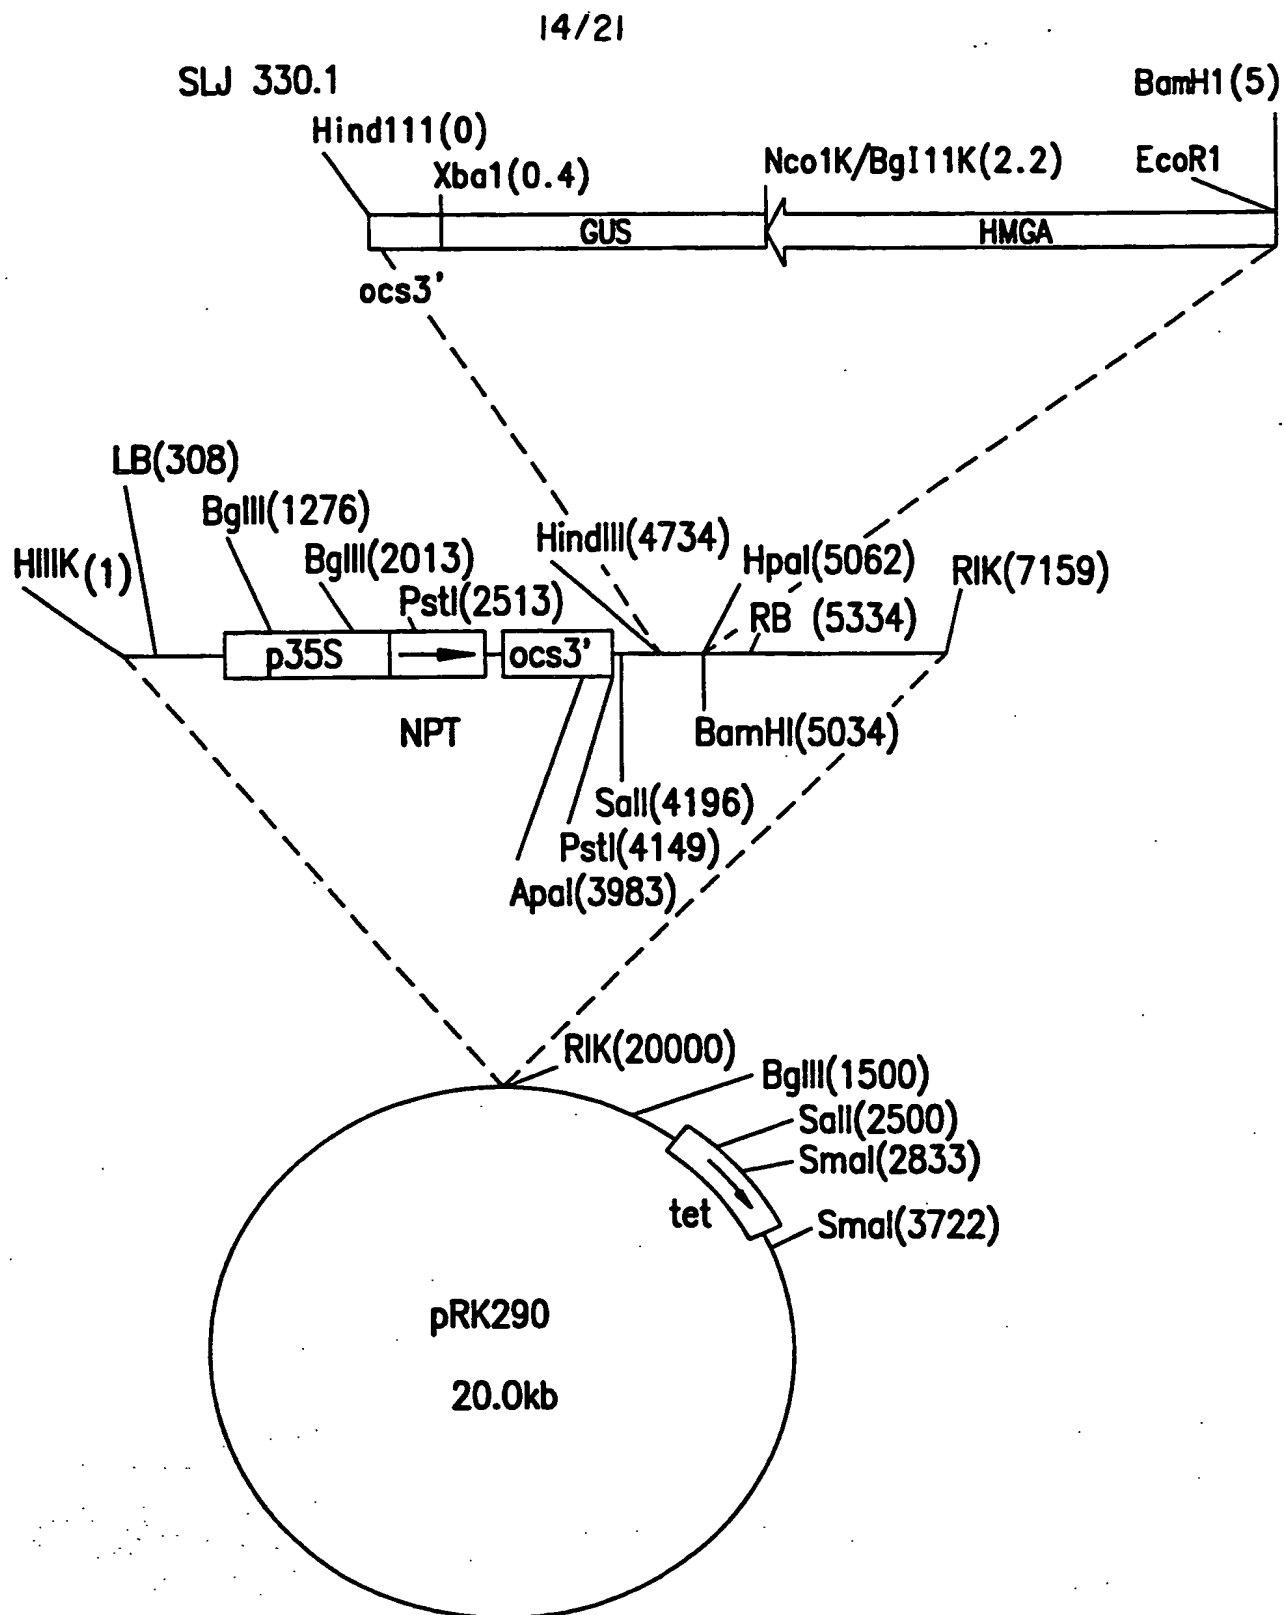 14/21
SLJ 330.1
BamH1(5)
Hind111(0)
Nco1K/BgI11K(2.2)
EcoR1
Xba1(0.4)
GUS
HMGA
ocs3'
LB(308)
BglII(1276)
HindIII(4734)
HpaI(5062)
BglII(2013)
RIK(7159)
HIIIK(1)
PstI(2513)
RB (5334)
p35S
ocs3'
NPT
BamHI(5034)
SalI(4196)
PstI(4149)
ApaI(3983)
RIK(20000)
BglII(1500)
SalI(2500)
SmaI(2833)
tet
SmaI(3722)
pRK290
20.0kb